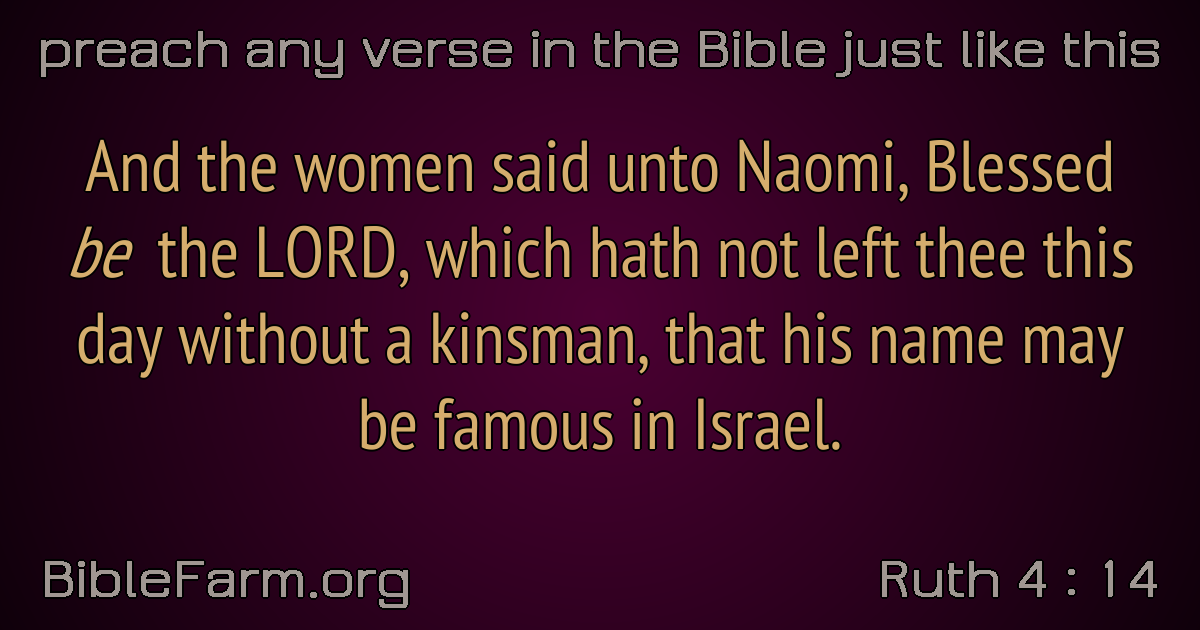 preach any verse in the Bible just like this
And the women said unto Naomi, Blessed
be the LORD, which hath not left thee this
day without a kinsman, that his name may
be famous in Israel.
BibleFarm.org
Ruth 4 : 14